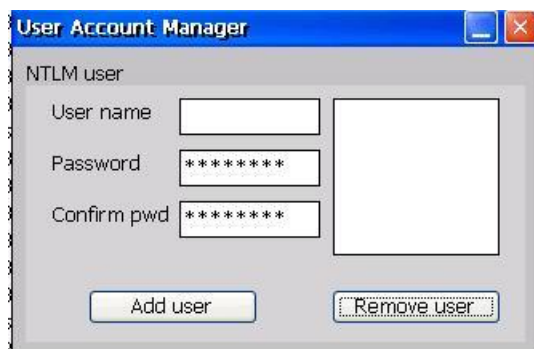 User Account Manager
NTLM user
User name
Password ********
Confirm pwd ********
Add user Remove user